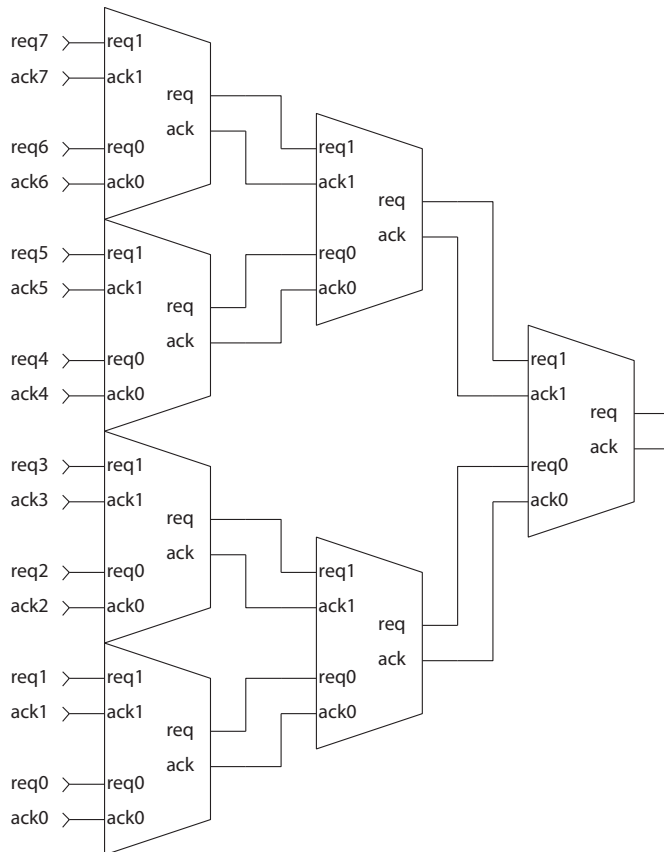 req7 req1
ack7 ack1
req
ack
req6 req0
ack6 ack0
req5 req1
ack5 ack1
req
ack
req4 req0
ack4 ack0
req3 req1
ack3 ack1
req
ack
req2 req0
ack2 ack0
req1 req1
ack1 ack1
req
ack
req0 req0
ack0 ack0
req1
ack1
req
ack
req0
ack0
req1
ack1
req
ack
req0
ack0
req1
ack1
req
ack
req0
ack0